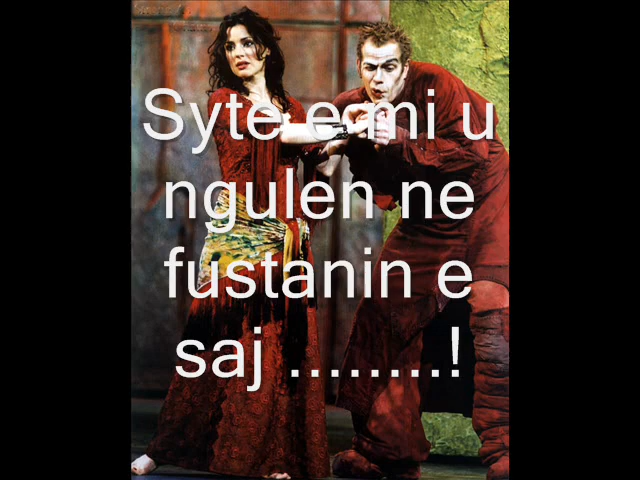 Syte e mi u
ngulen ne
fustanin e
saj ........!